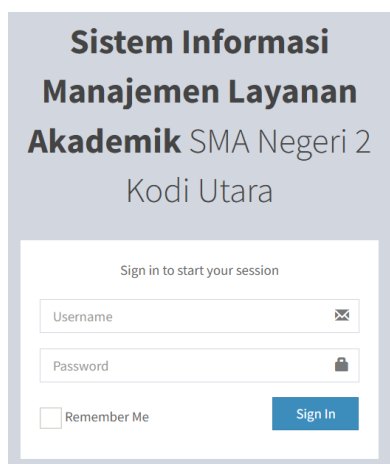 Sistem Informasi
Manajemen Layanan
Akademik SMA Negeri 2
Kodi Utara
Sign in to start your session
Username
Password
Remember Me
Sign In